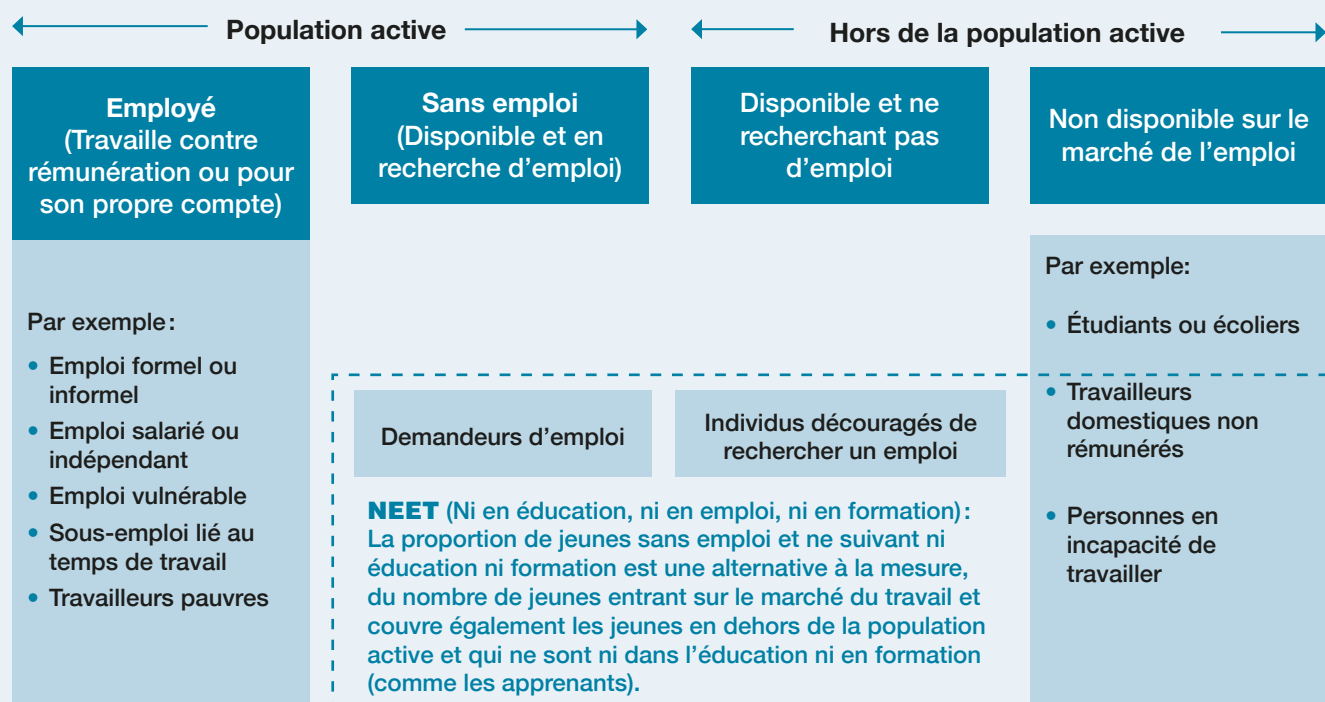 Population active
Hors de la population active
Employé
(Travaille contre
rémunération ou pour
son propre compte)
Sans emploi
(Disponible et en
recherche d'emploi)
Disponible et ne
recherchant pas
d'emploi
Non disponible sur le
marché de l'emploi
Par exemple :
• Emploi formel ou
informel
• Emploi salarié ou
indépendant
• Emploi vulnérable
• Sous-emploi lié au
temps de travail
• Travailleurs pauvres
Demandeurs d'emploi
Individus découragés de
rechercher un emploi
NEET (Ni en éducation, ni en emploi, ni en formation) :
La proportion de jeunes sans emploi et ne suivant ni
éducation ni formation est une alternative à la mesure,
du nombre de jeunes entrant sur le marché du travail et
couvre également les jeunes en dehors de la population
active et qui ne sont ni dans l'éducation ni en formation
(comme les apprenants).
Par exemple:
• Étudiants ou écoliers
• Travailleurs
domestiques non
rémunérés
• Personnes en
incapacité de
travailler